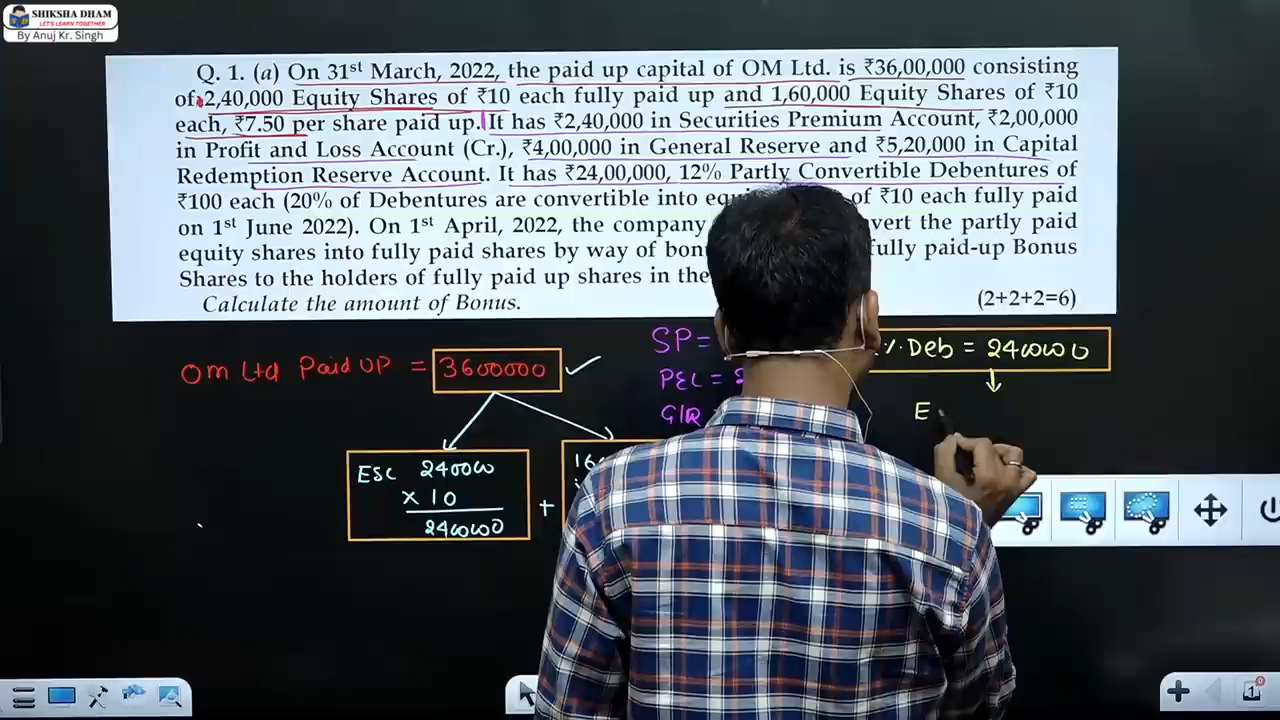 SHIKSHA DHAM
LET'S LEARN TOGETHER
By Anuj Kr. Singh
Q. 1. (a) On 31st March, 2022, the paid up capital of OM Ltd. is ₹36,00,000 consisting
of 2,40,000 Equity Shares of ₹10 each fully paid up and 1,60,000 Equity Shares of ₹10
each, ₹7.50 per share paid up. It has ₹2,40,000 in Securities Premium Account, ₹2,00,000
in Profit and Loss Account (Cr.), ₹4,00,000 in General Reserve and ₹5,20,000 in Capital
Redemption Reserve Account. It has ₹24,00,000, 12% Partly Convertible Debentures of
₹100 each (20% of Debentures are convertible into of ₹10 each fully paid
on 1st June 2022). On 1st April, 2022, the company the partly paid
equity shares into fully paid shares by way of fully paid-up Bonus
Shares to the holders of fully paid up shares in the
Calculate the amount of Bonus. (2+2+2=6)
SP=
% Deb = 2400000
Om Ltd Paid UP = 3600000
P&L =
G/R
E
ESC 240000
× 10
2400000
+
1